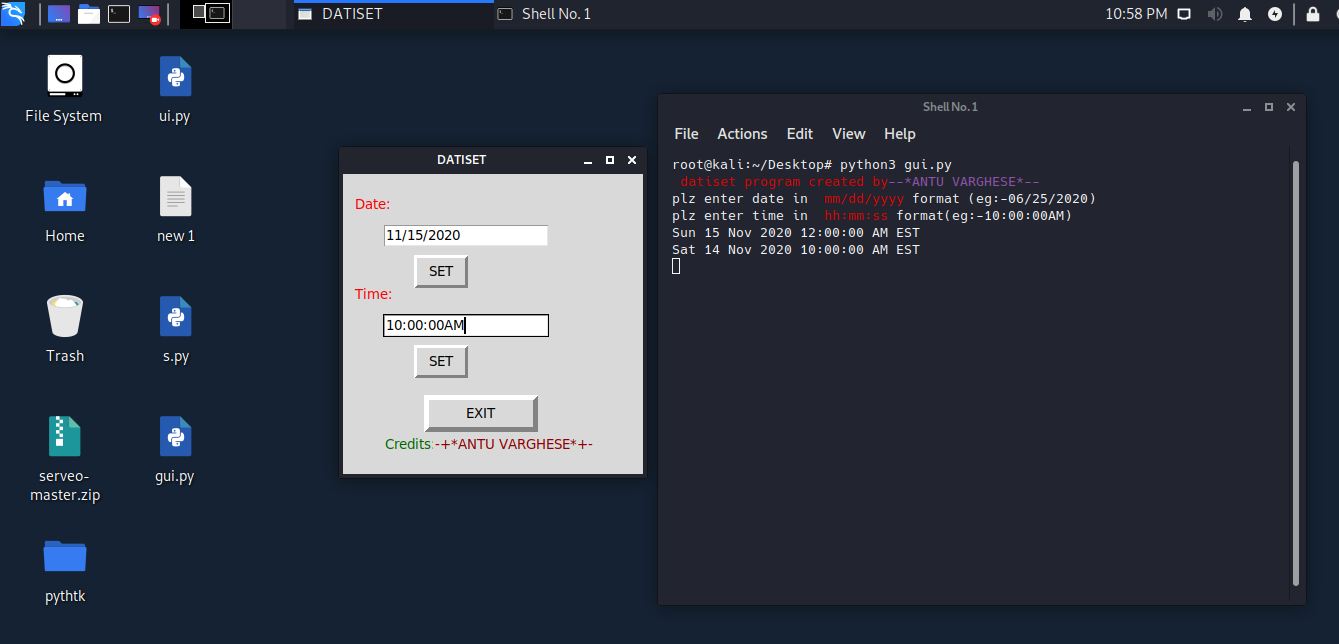 DATISET
Shell No. 1
10:58 PM
File System
ui.py
Home
new 1
Trash
s.py
serveo-
master.zip
gui.py
pythtk
DATISET
Date:
11/15/2020
SET
Time:
10:00:00AM
SET
EXIT
Credits:-+*ANTU VARGHESE*+-
Shell No. 1
File Actions Edit View Help
root@kali:~/Desktop# python3 gui.py
datiset program created by--*ANTU VARGHESE*--
plz enter date in mm/dd/yyyy format (eg:-06/25/2020)
plz enter time in hh:mm:ss format(eg:-10:00:00AM)
Sun 15 Nov 2020 12:00:00 AM EST
Sat 14 Nov 2020 10:00:00 AM EST